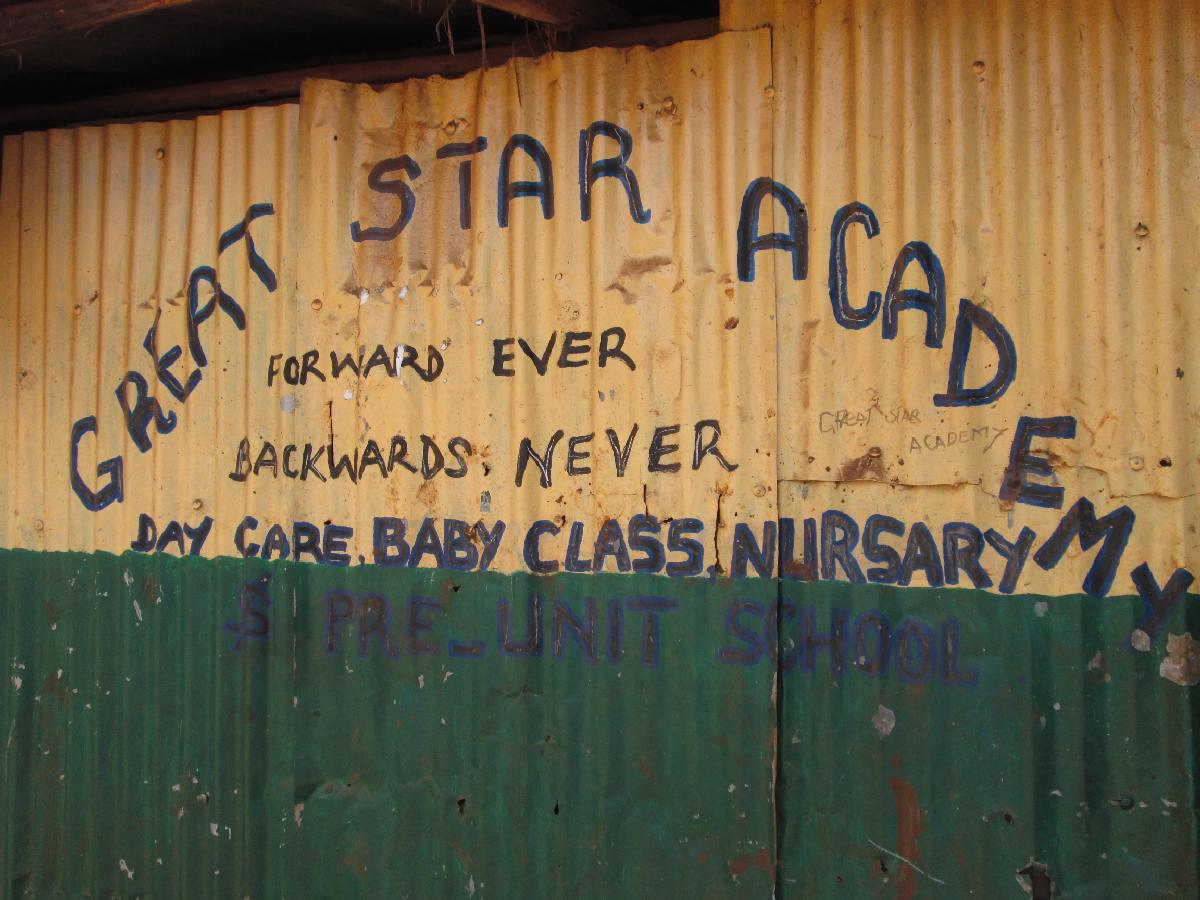 GREAT STAR ACADEMY
FORWARD EVER
BACKWARDS NEVER
GREAT STAR
ACADEMY
DAY CARE, BABY CLASS, NURSARY
$ PRE_UNIT SCHOOL.